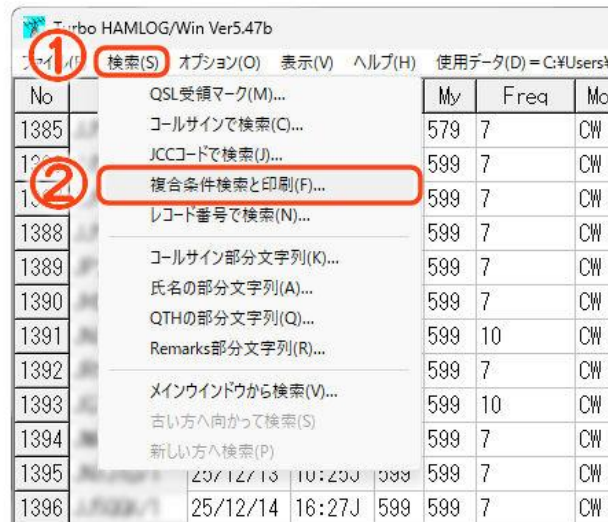 Turbo HAMLOG/Win Ver5.47b
① 検索(S) オプション(O) 表示(V) ヘルプ(H) 使用データ(D) = C:¥Users¥
No My Freq Mo
QSL受領マーク(M)...
1385 コールサインで検索(C)... 579 7 CW
JCCコードで検索(J)... 599 7 CW
② 複合条件検索と印刷(F)...
レコード番号で検索(N)... 599 7 CW
1388 599 7 CW
コールサイン部分文字列(K)...
1389 599 7 CW
氏名の部分文字列(A)...
1390 QTHの部分文字列(Q)... 599 7 CW
1391 Remarks部分文字列(R)... 599 10 CW
1392 599 7 CW
メインウインドウから検索(V)...
1393 599 10 CW
古い方へ向かって検索(S)
1394 新しい方へ検索(P) 599 7 CW
1395 25/12/13 10:25J 599 599 7 CW
1396 25/12/14 16:27J 599 599 7 CW